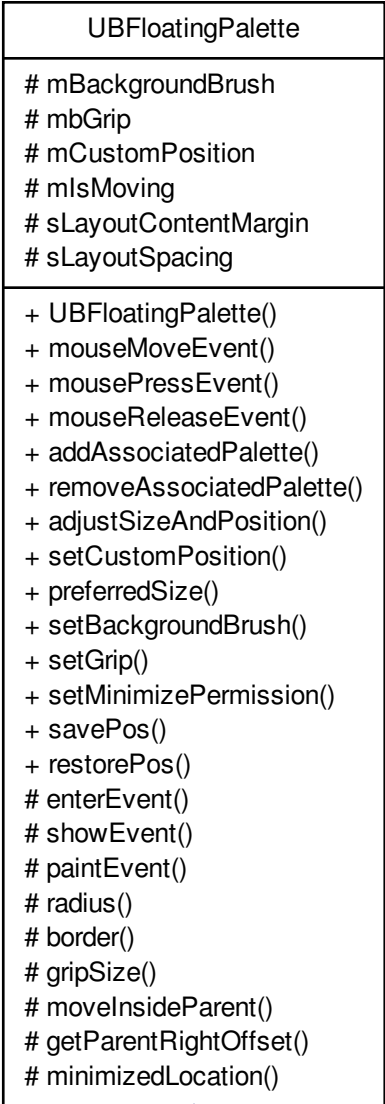 UBFloatingPalette
# mBackgroundBrush
# mbGrip
# mCustomPosition
# mIsMoving
# sLayoutContentMargin
# sLayoutSpacing
+ UBFloatingPalette()
+ mouseMoveEvent()
+ mousePressEvent()
+ mouseReleaseEvent()
+ addAssociatedPalette()
+ removeAssociatedPalette()
+ adjustSizeAndPosition()
+ setCustomPosition()
+ preferredSize()
+ setBackgroundBrush()
+ setGrip()
+ setMinimizePermission()
+ savePos()
+ restorePos()
# enterEvent()
# showEvent()
# paintEvent()
# radius()
# border()
# gripSize()
# moveInsideParent()
# getParentRightOffset()
# minimizedLocation()